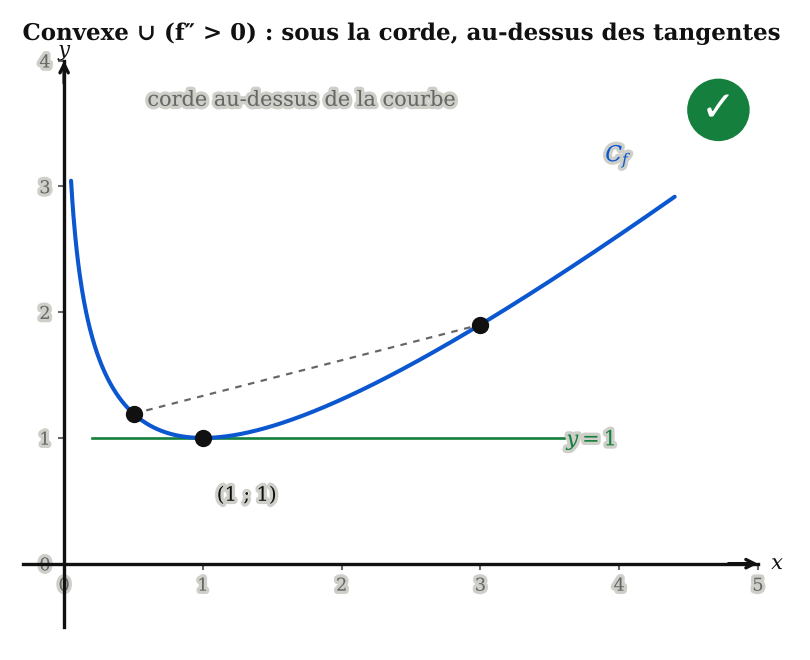 Convexe ∪ (f″ > 0) : sous la corde, au-dessus des tangentes
y
4
corde au-dessus de la courbe
✓
C_f
3
2
1
y = 1
(1 ; 1)
0
x
0 1 2 3 4 5